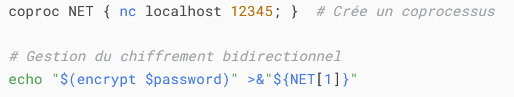 coproc NET { nc localhost 12345; }  # Crée un coprocessus
# Gestion du chiffrement bidirectionnel
echo "$(encrypt $password)" >&"${NET[1]}"